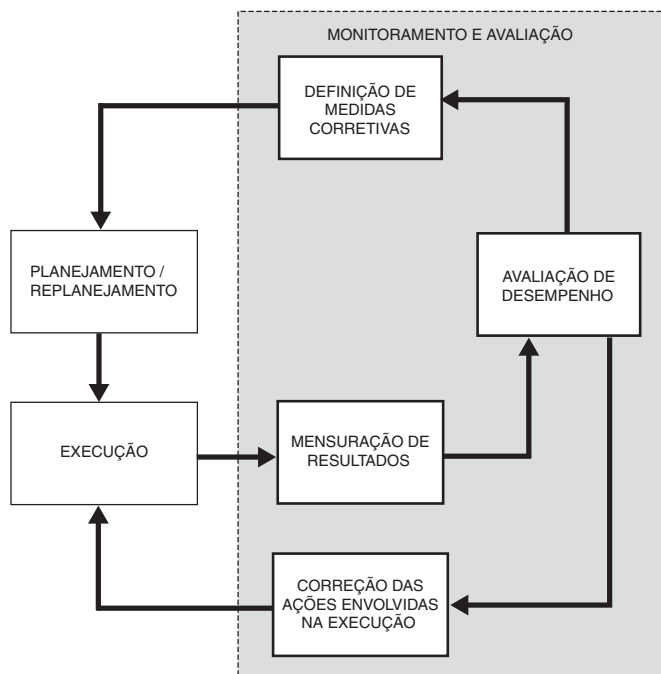 MONITORAMENTO E AVALIAÇÃO
DEFINIÇÃO DE
MEDIDAS
CORRETIVAS
PLANEJAMENTO /
REPLANEJAMENTO
AVALIAÇÃO DE
DESEMPENHO
EXECUÇÃO
MENSURAÇÃO DE
RESULTADOS
CORREÇÃO DAS
AÇÕES ENVOLVIDAS
NA EXECUÇÃO